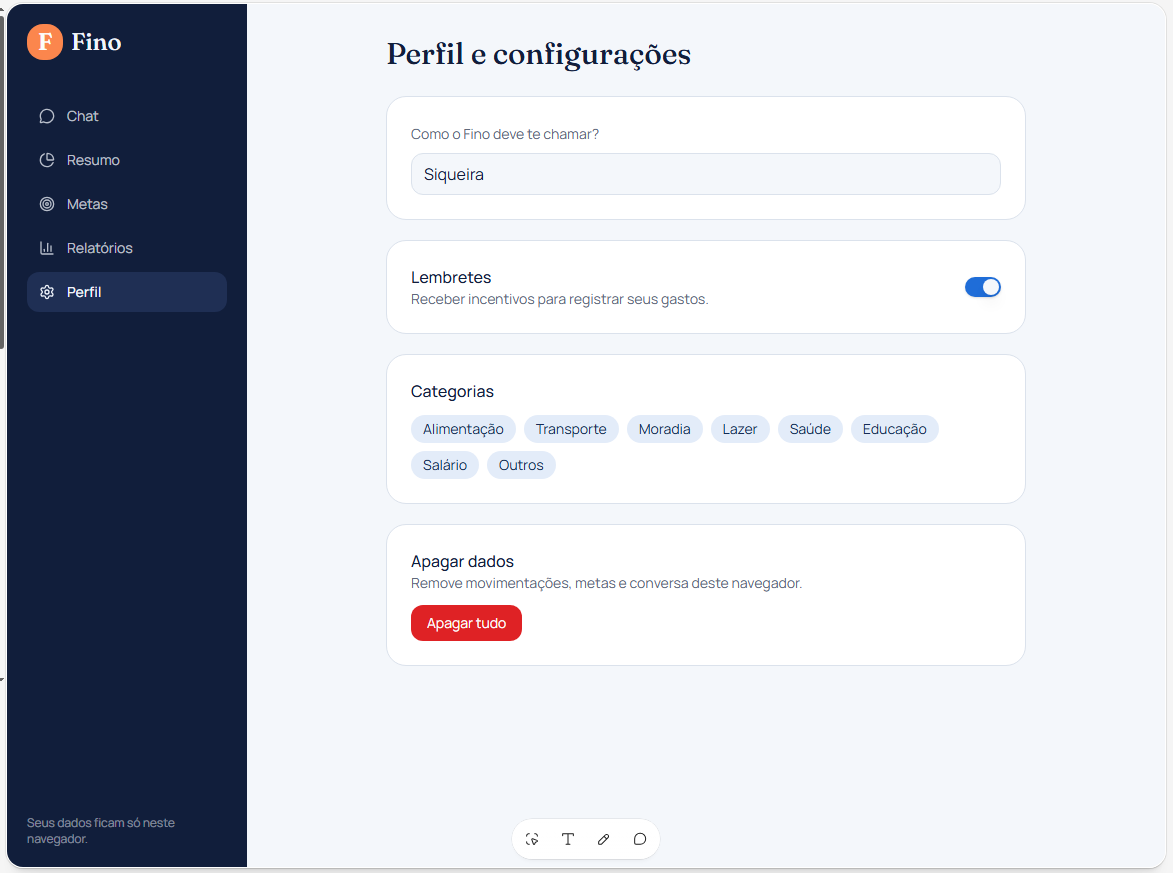 F Fino
Chat
Resumo
Metas
Relatórios
Perfil
Seus dados ficam só neste
navegador.
Perfil e configurações
Como o Fino deve te chamar?
Siqueira
Lembretes
Receber incentivos para registrar seus gastos.
Categorias
Alimentação Transporte Moradia Lazer Saúde Educação
Salário Outros
Apagar dados
Remove movimentações, metas e conversa deste navegador.
Apagar tudo